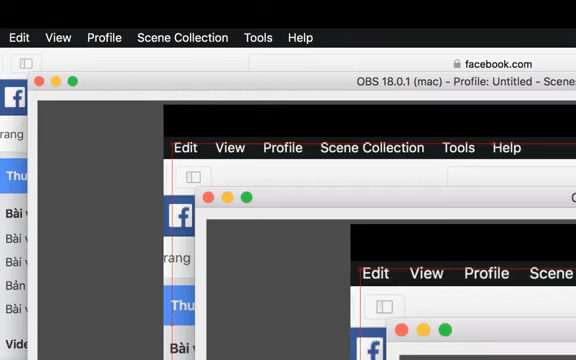 Edit View Profile Scene Collection Tools Help
facebook.com
OBS 18.0.1 (mac) - Profile: Untitled - Scene
rang
Edit View Profile Scene Collection Tools Help
Thu
Bài v
Bài v
rang
Bài v
Edit View Profile Scene
Bản
Thu
Bài v
Vide
Bài v